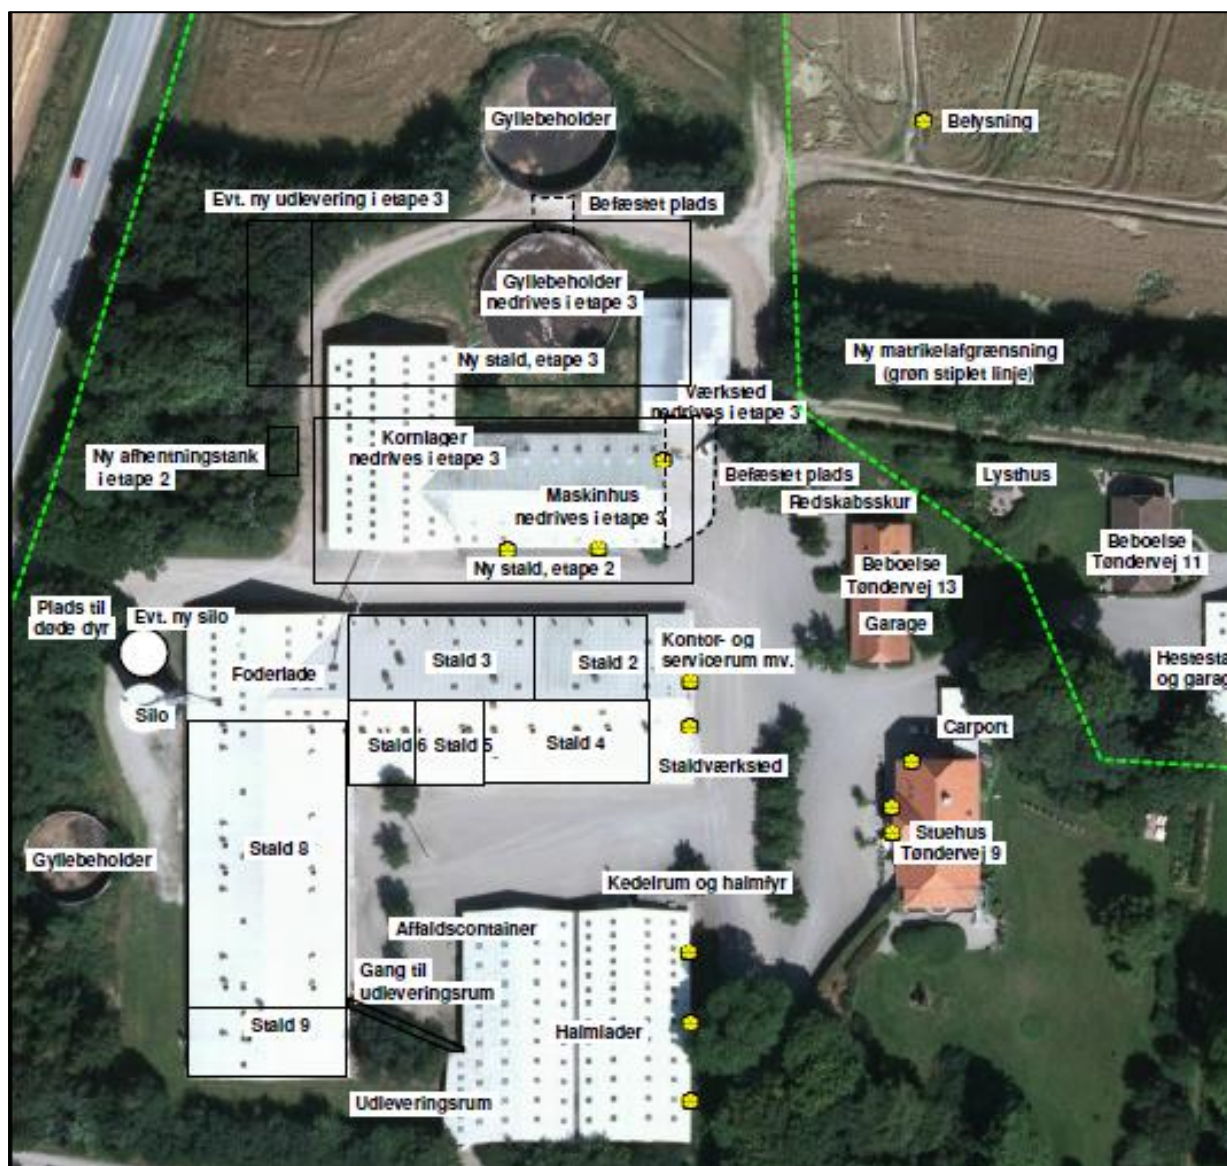 Gyllebeholder
Belysning
Evt. ny udlevering i etape 3
Befæstet plads
Gyllebeholder
nedrives i etape 3
Ny stald, etape 3
Ny matrikelafgrænsning
(grøn stiplet linje)
Værksted
nedrives i etape 3
Kornlager
nedrives i etape 3
Ny afhentningstank
i etape 2
Befæstet plads
Lysthus
Redskabsskur
Maskinhus
nedrives i etape 3
Ny stald, etape 2
Beboelse
Tøndervej 11
Beboelse
Tøndervej 13
Garage
Plads til
døde dyr
Evt. ny silo
Foderlade
Stald 3
Stald 2
Kontor- og
servicerum mv.
Hestesta
og garag
Silo
Stald 6
Stald 5
Stald 4
Staldværksted
Carport
Stuehus
Tøndervej 9
Gyllebeholder
Stald 8
Kedelrum og halmfyr
Affaldscontainer
Gang til
udleveringsrum
Stald 9
Halmlader
Udleveringsrum